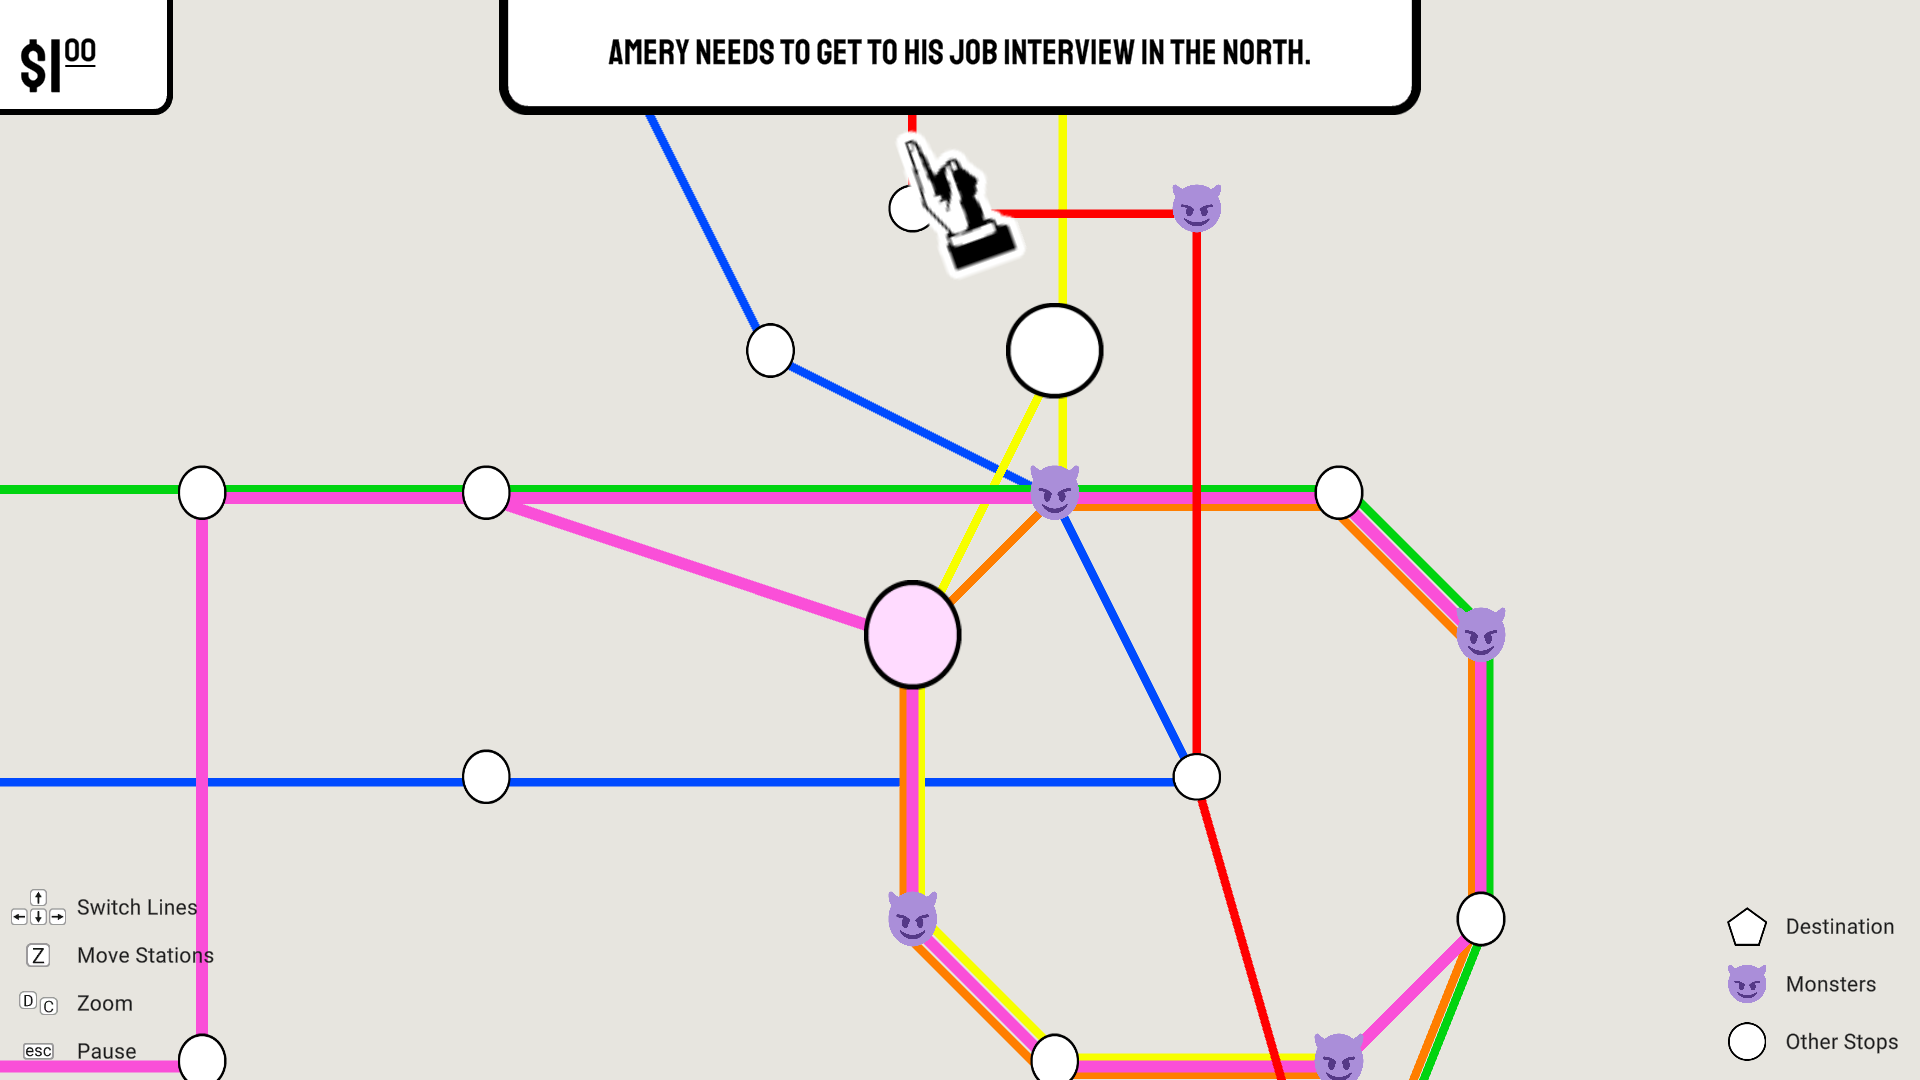 $1 00
AMERY NEEDS TO GET TO HIS JOB INTERVIEW IN THE NORTH.
Switch Lines
Z Move Stations
D C Zoom
esc Pause
Destination
Monsters
Other Stops